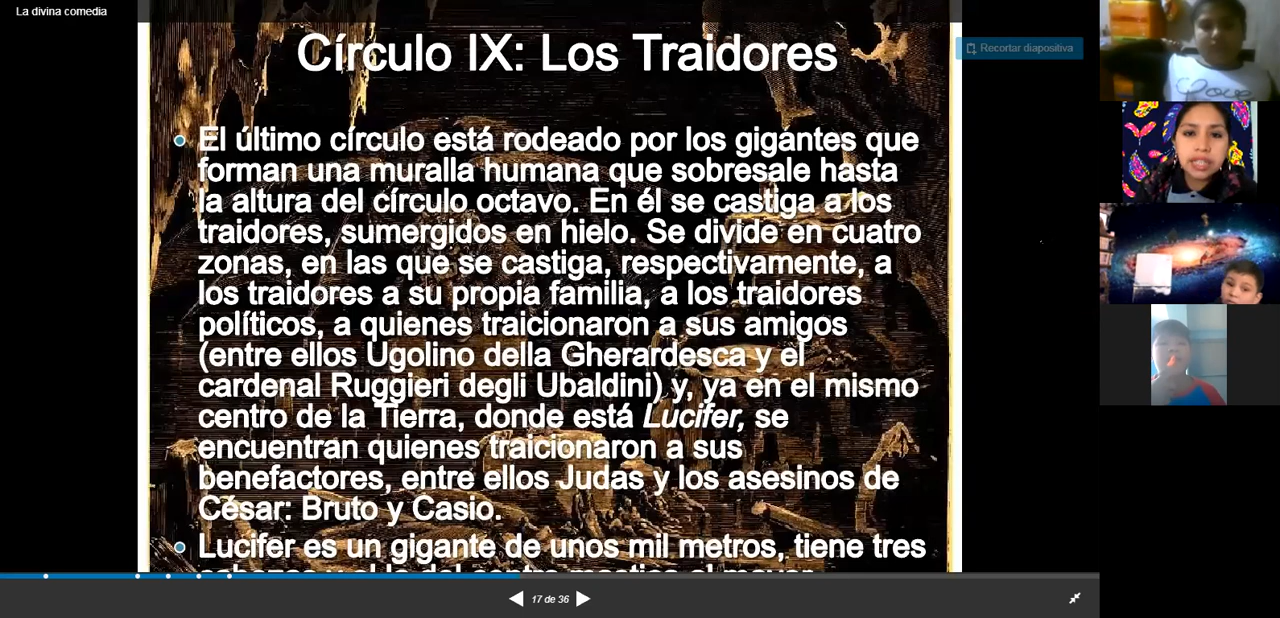 La divina comedia
Círculo IX: Los Traidores
Recortar diapositiva
El último círculo está rodeado por los gigantes que
forman una muralla humana que sobresale hasta
la altura del círculo octavo. En él se castiga a los
traidores, sumergidos en hielo. Se divide en cuatro
zonas, en las que se castiga, respectivamente, a
los traidores a su propia familia, a los traidores
políticos, a quienes traicionaron a sus amigos
(entre ellos Ugolino della Gherardesca y el
cardenal Ruggieri degli Ubaldini) y, ya en el mismo
centro de la Tierra, donde está Lucifer, se
encuentran quienes traicionaron a sus
benefactores, entre ellos Judas y los asesinos de
César: Bruto y Casio.
Lucifer es un gigante de unos mil metros, tiene tres
17 de 36